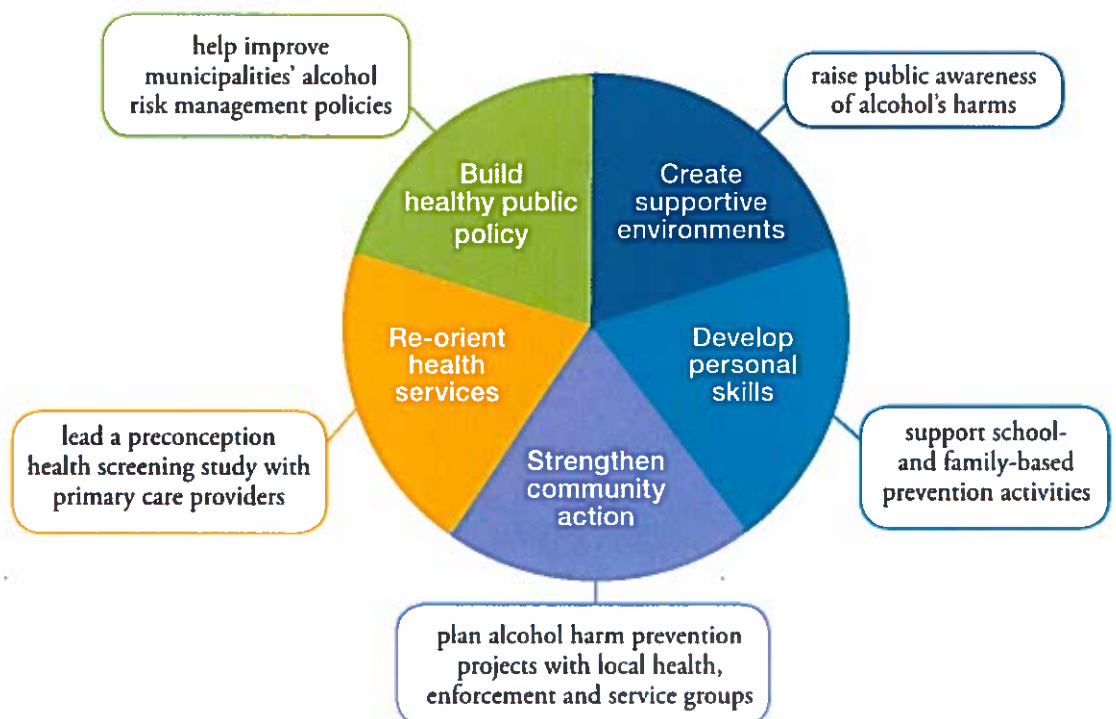 help improve
municipalities' alcohol
risk management policies
raise public awareness
of alcohol's harms
Build
healthy public
policy
Create
supportive
environments
Re-orient
health
services
Develop
personal
skills
Strengthen
community
action
lead a preconception
health screening study with
primary care providers
support school-
and family-based
prevention activities
plan alcohol harm prevention
projects with local health,
enforcement and service groups